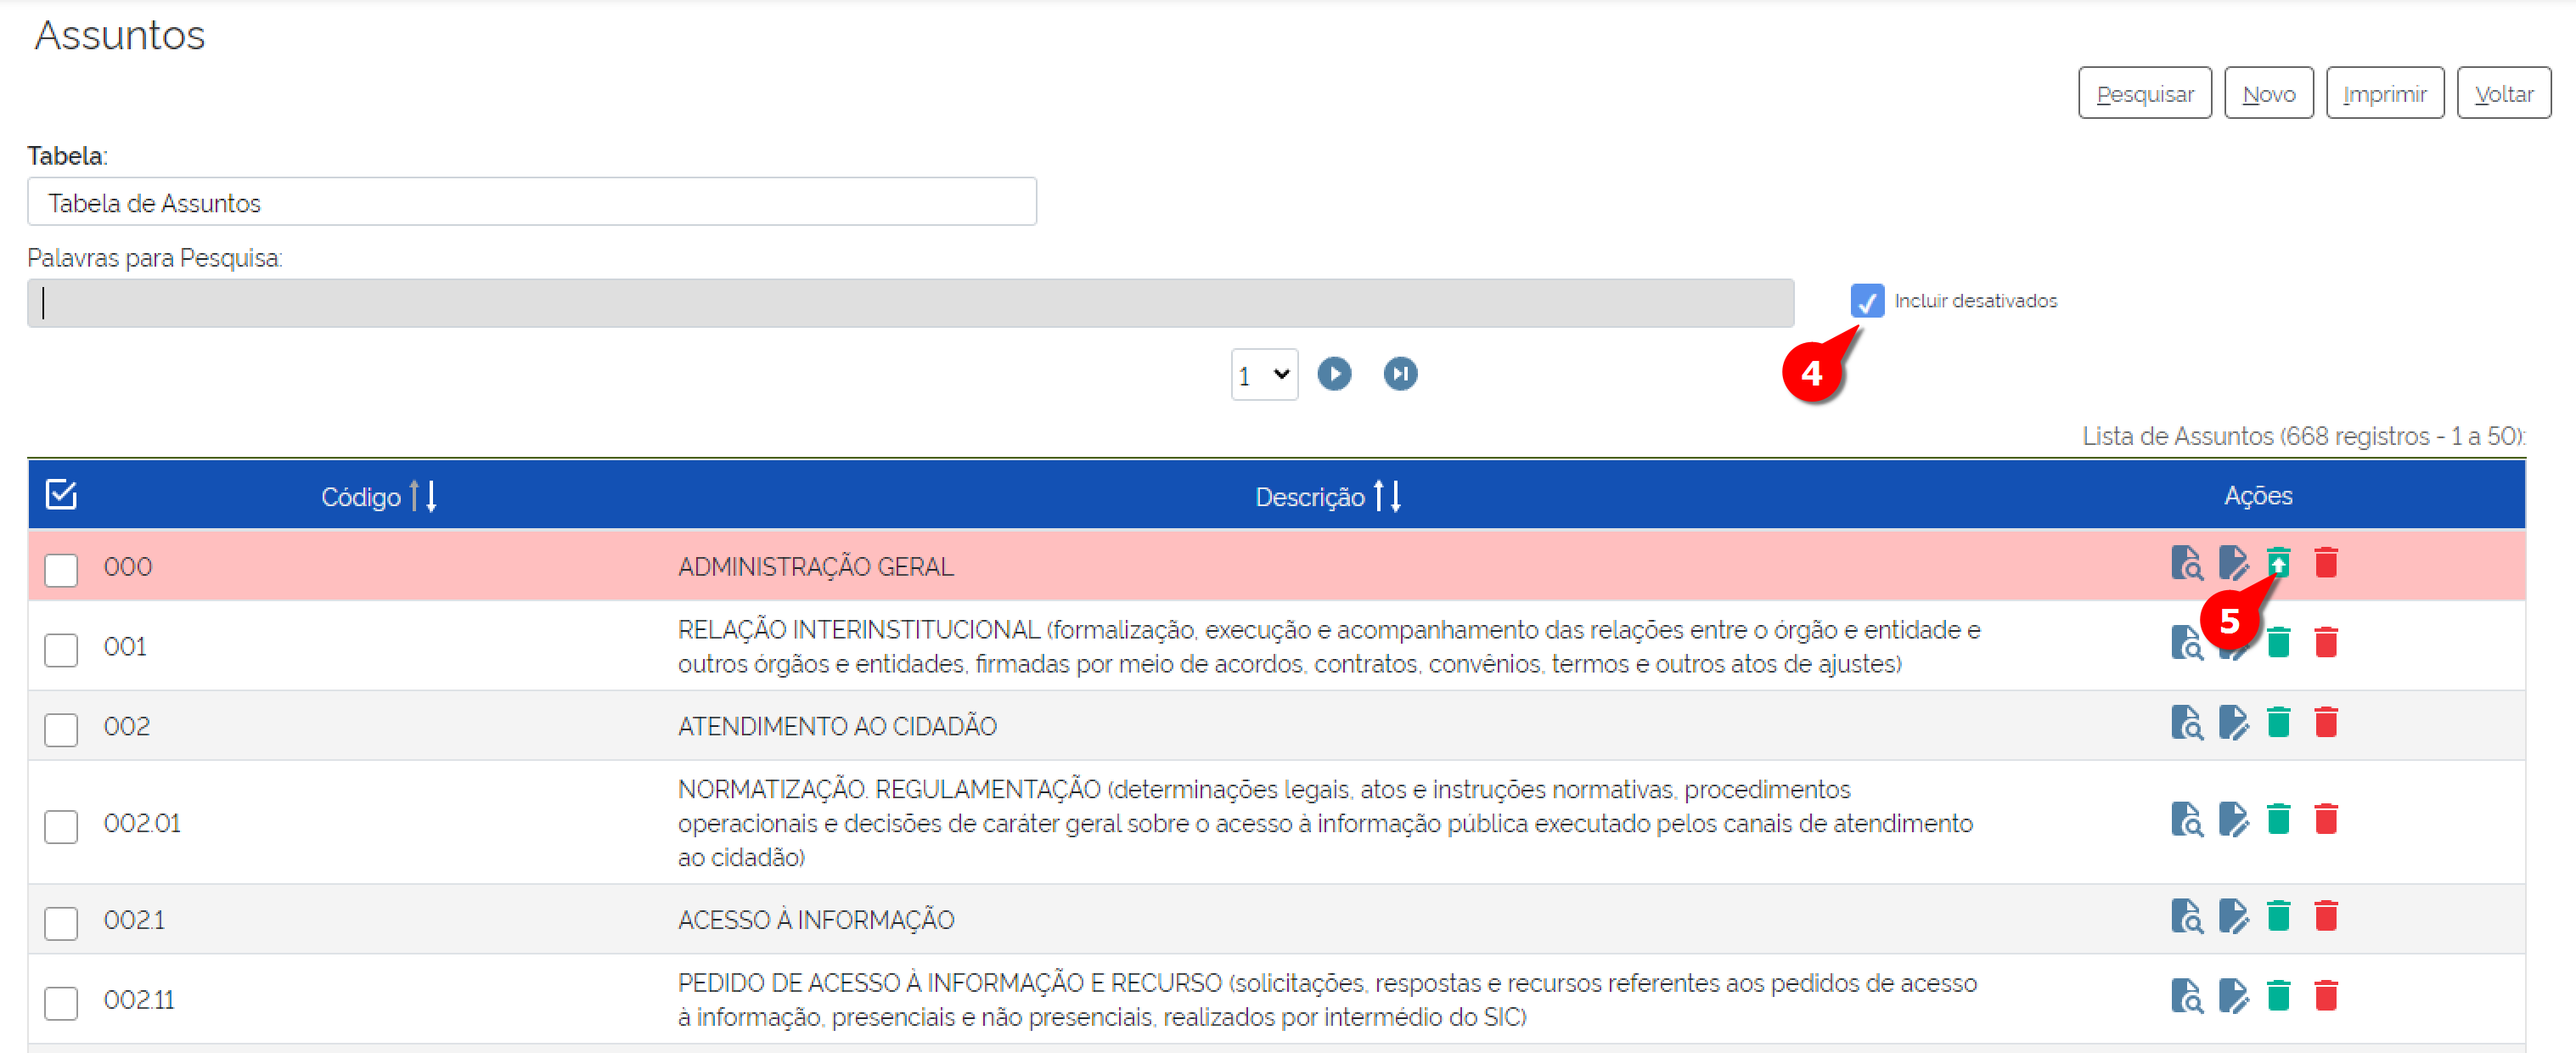 Assuntos
Pesquisar Novo Imprimir Voltar
Tabela:
Tabela de Assuntos
Palavras para Pesquisa:
Incluir desativados
4
1
Lista de Assuntos (668 registros - 1 a 50):
Código Descrição Ações
000 ADMINISTRAÇÃO GERAL
5
001 RELAÇÃO INTERINSTITUCIONAL (formalização, execução e acompanhamento das relações entre o órgão e entidade e
outros órgãos e entidades, firmadas por meio de acordos, contratos, convênios, termos e outros atos de ajustes)
002 ATENDIMENTO AO CIDADÃO
NORMATIZAÇÃO. REGULAMENTAÇÃO (determinações legais, atos e instruções normativas, procedimentos
002.01 operacionais e decisões de caráter geral sobre o acesso à informação pública executado pelos canais de atendimento
ao cidadão)
002.1 ACESSO À INFORMAÇÃO
002.11 PEDIDO DE ACESSO À INFORMAÇÃO E RECURSO (solicitações, respostas e recursos referentes aos pedidos de acesso
à informação, presenciais e não presenciais, realizados por intermédio do SIC)